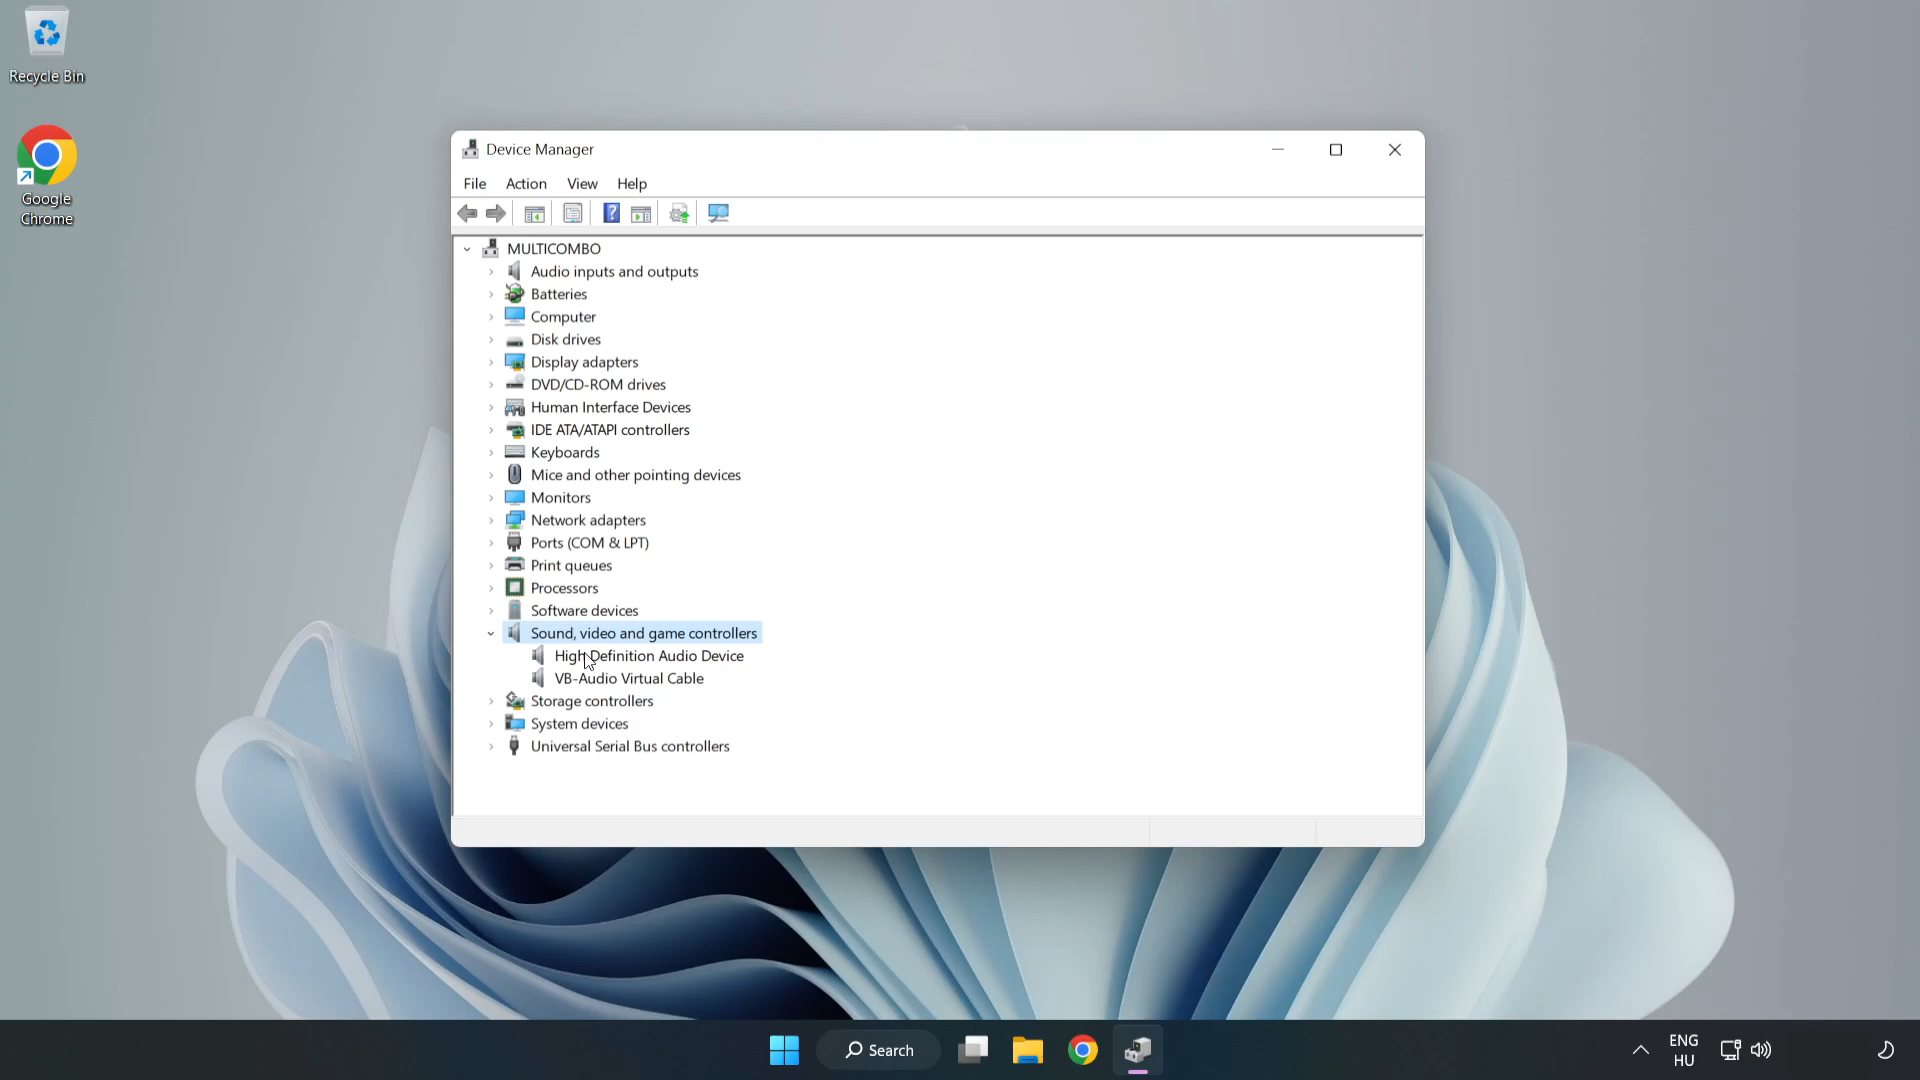 Recycle Bin
Google
Chrome
Device Manager
File Action View Help
MULTICOMBO
Audio inputs and outputs
Batteries
Computer
Disk drives
Display adapters
DVD/CD-ROM drives
Human Interface Devices
IDE ATA/ATAPI controllers
Keyboards
Mice and other pointing devices
Monitors
Network adapters
Ports (COM & LPT)
Print queues
Processors
Software devices
Sound, video and game controllers
High Definition Audio Device
VB-Audio Virtual Cable
Storage controllers
System devices
Universal Serial Bus controllers
Search
ENG
HU